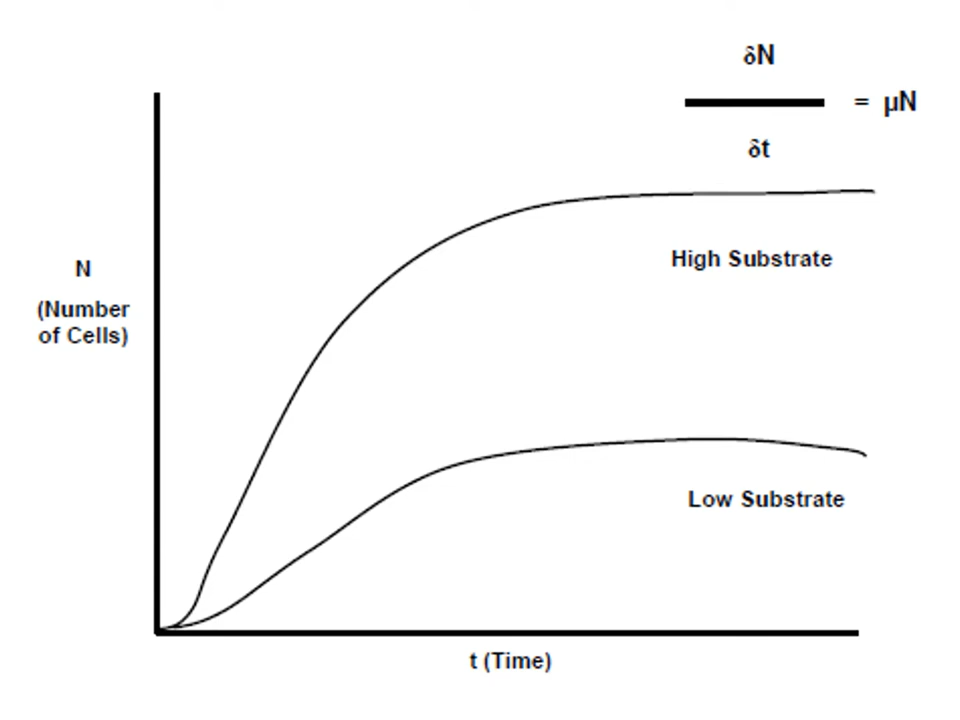 δN
= μN
δt
High Substrate
N
(Number
of Cells)
Low Substrate
t (Time)